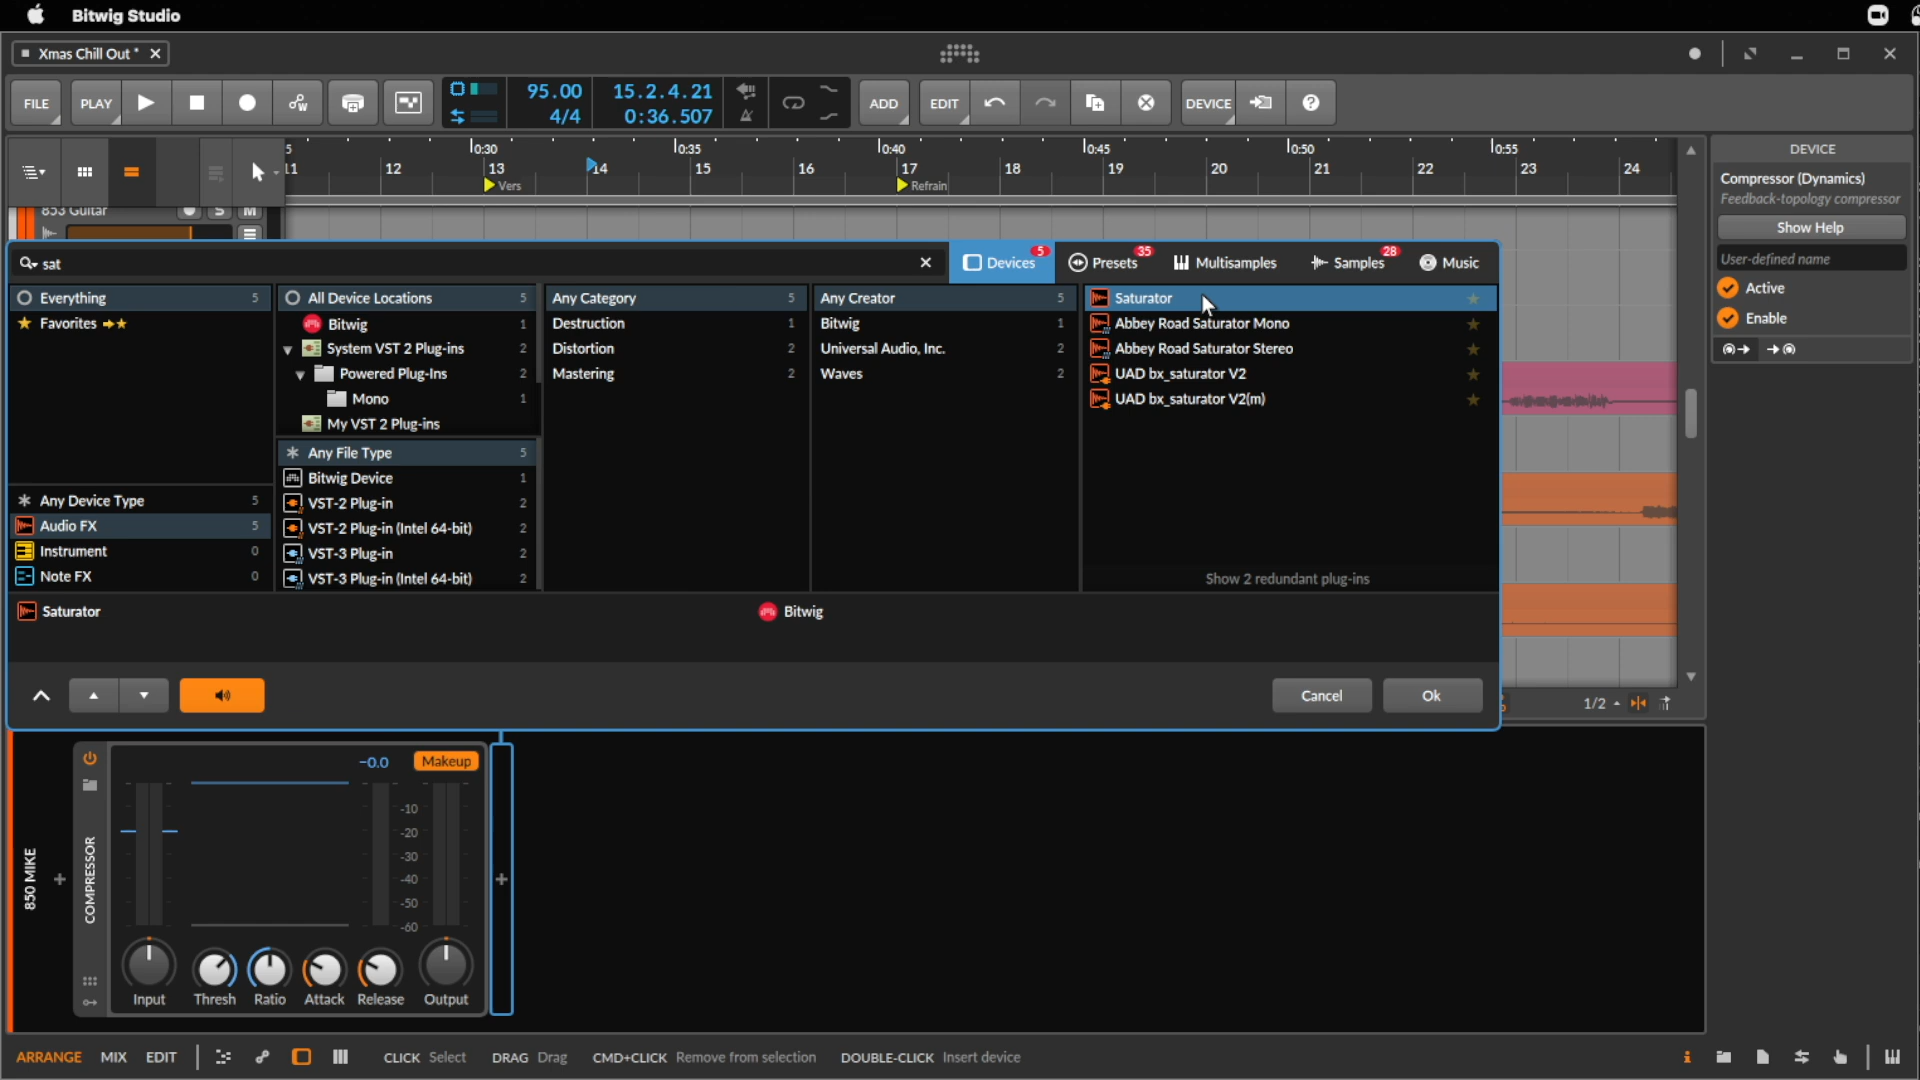 Bitwig Studio
Xmas Chill Out *
FILE PLAY 95.00 4/4 15.2.4.21 0:36.507 ADD EDIT DEVICE
0:30 0:35 0:40 0:45 0:50 0:55
11 12 13 14 15 16 17 18 19 20 21 22 23 24
Vers Refrain
853 Guitar S M
sat
Devices 5 Presets 35 Multisamples Samples 28 Music
Everything 5
Favorites
Any Device Type 5
Audio FX 5
Instrument 0
Note FX 0
All Device Locations 5
Bitwig 1
System VST 2 Plug-ins 2
Powered Plug-Ins 2
Mono 1
My VST 2 Plug-ins
Any File Type 5
Bitwig Device 1
VST-2 Plug-in 2
VST-2 Plug-in (Intel 64-bit) 2
VST-3 Plug-in 2
VST-3 Plug-in (Intel 64-bit) 2
Any Category 5
Destruction 1
Distortion 2
Mastering 2
Any Creator 5
Bitwig 1
Universal Audio, Inc. 2
Waves 2
Saturator
Abbey Road Saturator Mono
Abbey Road Saturator Stereo
UAD bx_saturator V2
UAD bx_saturator V2(m)
Show 2 redundant plug-ins
Saturator Bitwig
Cancel Ok
DEVICE
Compressor (Dynamics)
Feedback-topology compressor
Show Help
User-defined name
Active
Enable
1/2
850 MIKE
COMPRESSOR
-0.0 Makeup
-10
-20
-30
-40
-50
-60
Input Thresh Ratio Attack Release Output
ARRANGE MIX EDIT CLICK Select DRAG Drag CMD+CLICK Remove from selection DOUBLE-CLICK Insert device